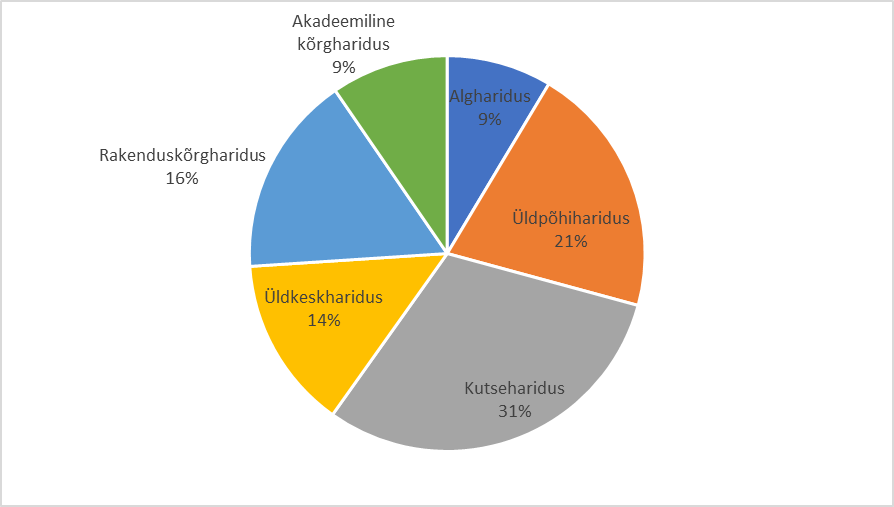 Akadeemiline
kõrgharidus
9%
Algharidus
9%
Rakenduskõrgharidus
16%
Üldpõhiharidus
21%
Üldkeskharidus
14%
Kutseharidus
31%